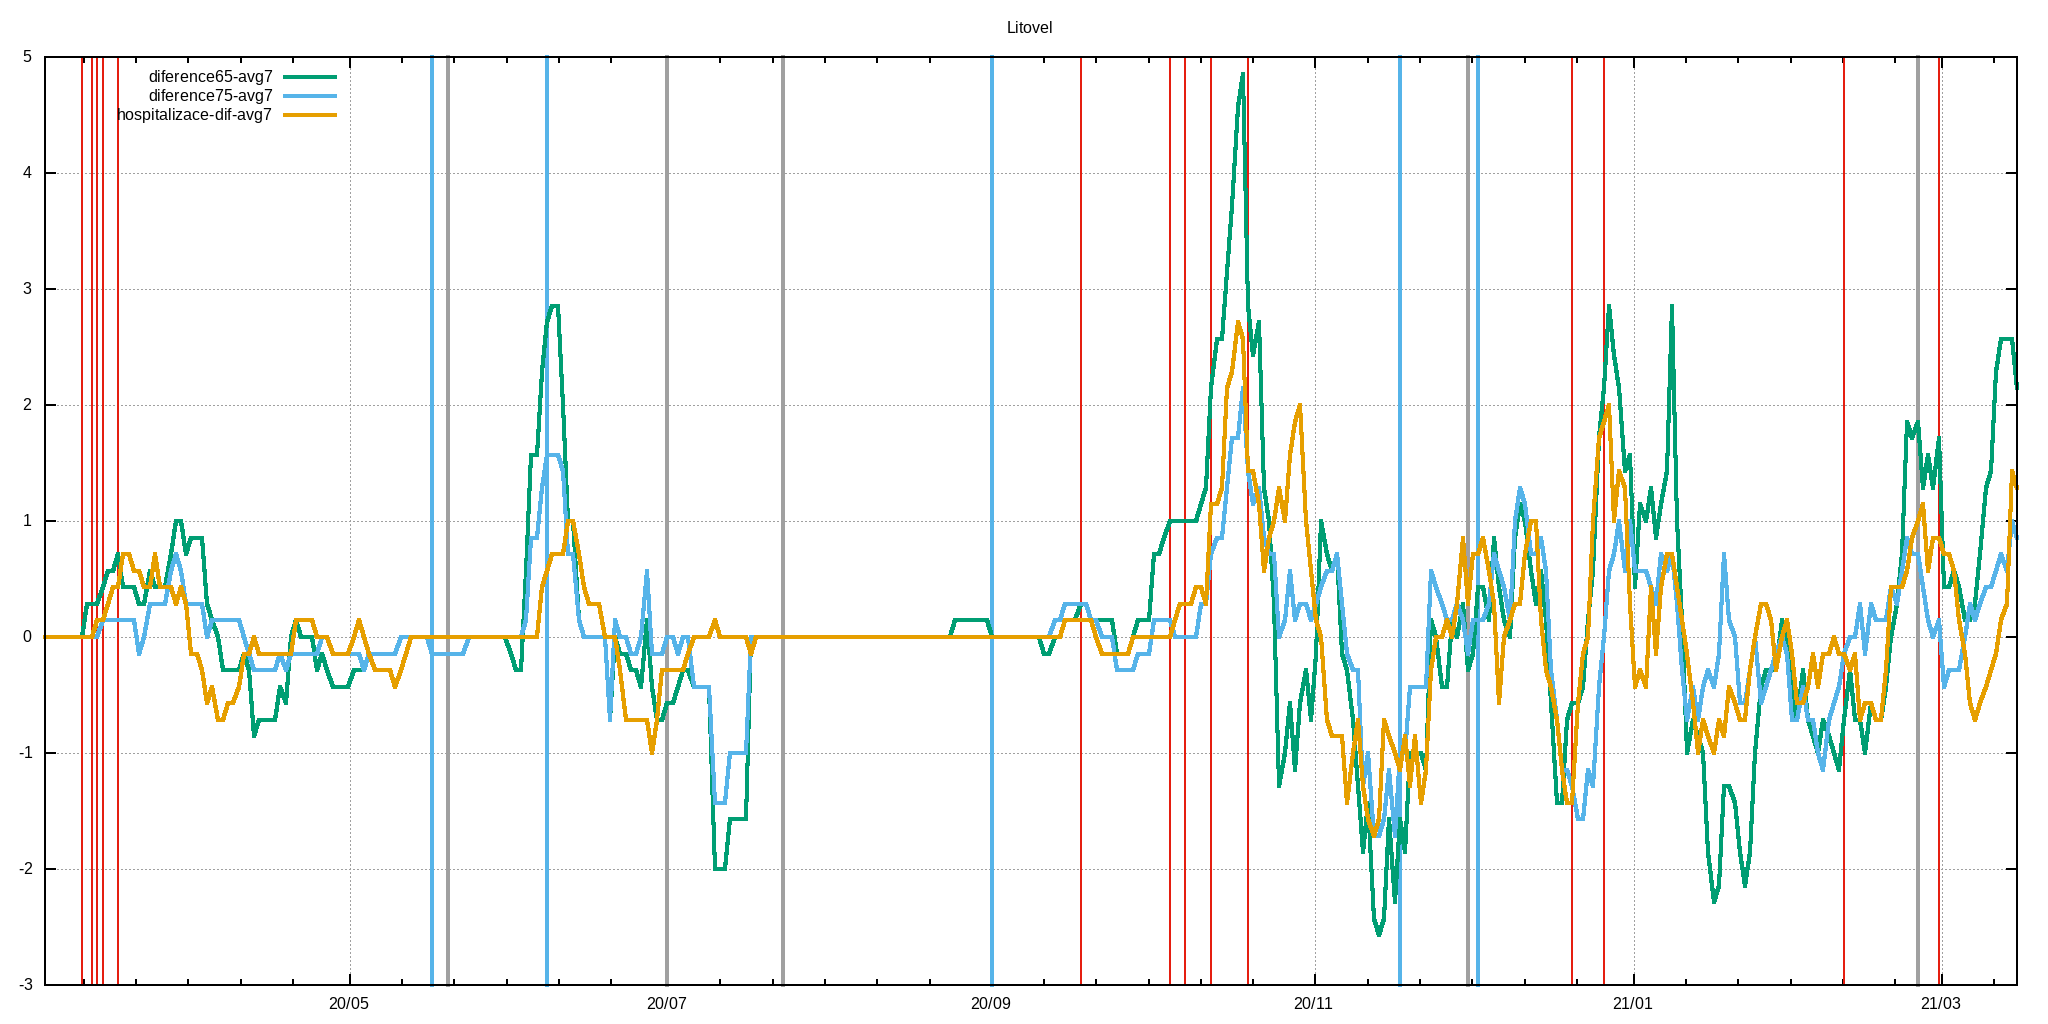 Litovel
5
diference65-avg7
diference75-avg7
hospitalizace-dif-avg7
4
3
2
1
0
-1
-2
-3
20/05 20/07 20/09 20/11 21/01 21/03